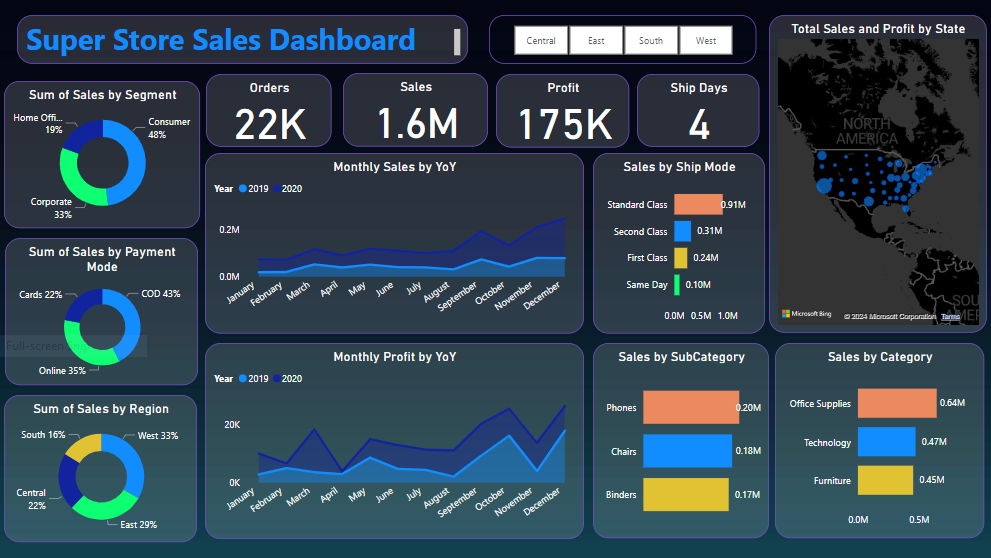 Super Store Sales Dashboard
Central East South West
Total Sales and Profit by State
NORTH
AMERICA
SOU
AMER
Microsoft Bing
© 2024 Microsoft Corporation Terms
Sum of Sales by Segment
Home Offi...
19%
Consumer
48%
Corporate
33%
Orders
22K
Sales
1.6M
Profit
175K
Ship Days
4
Monthly Sales by YoY
Year 2019 2020
0.2M
0.0M
January February March April May June July August September October November December
Sales by Ship Mode
Standard Class 0.91M
Second Class 0.31M
First Class 0.24M
Same Day 0.10M
0.0M 0.5M 1.0M
Sum of Sales by Payment
Mode
Cards 22%
COD 43%
Online 35%
Full-screen
Monthly Profit by YoY
Year 2019 2020
20K
0K
January February March April May June July August September October November December
Sales by SubCategory
Phones 0.20M
Chairs 0.18M
Binders 0.17M
Sales by Category
Office Supplies 0.64M
Technology 0.47M
Furniture 0.45M
0.0M 0.5M
Sum of Sales by Region
South 16%
West 33%
Central
22%
East 29%